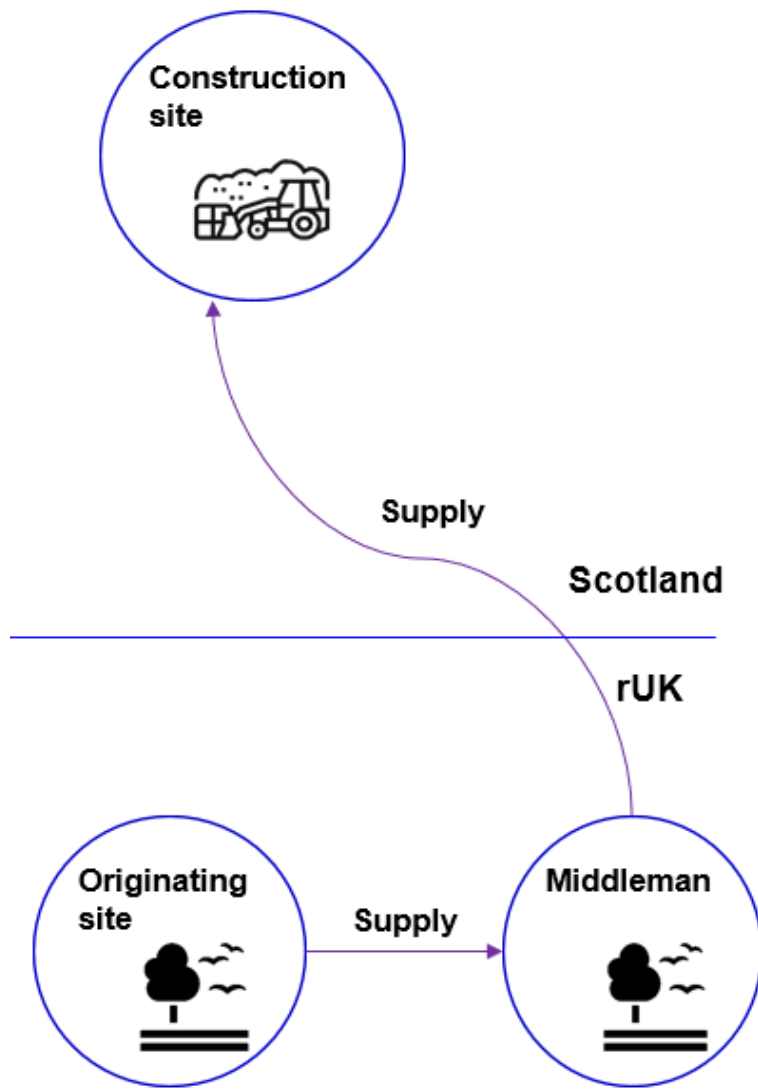 Construction
site
Supply
Scotland
rUK
Originating
site
Supply
Middleman